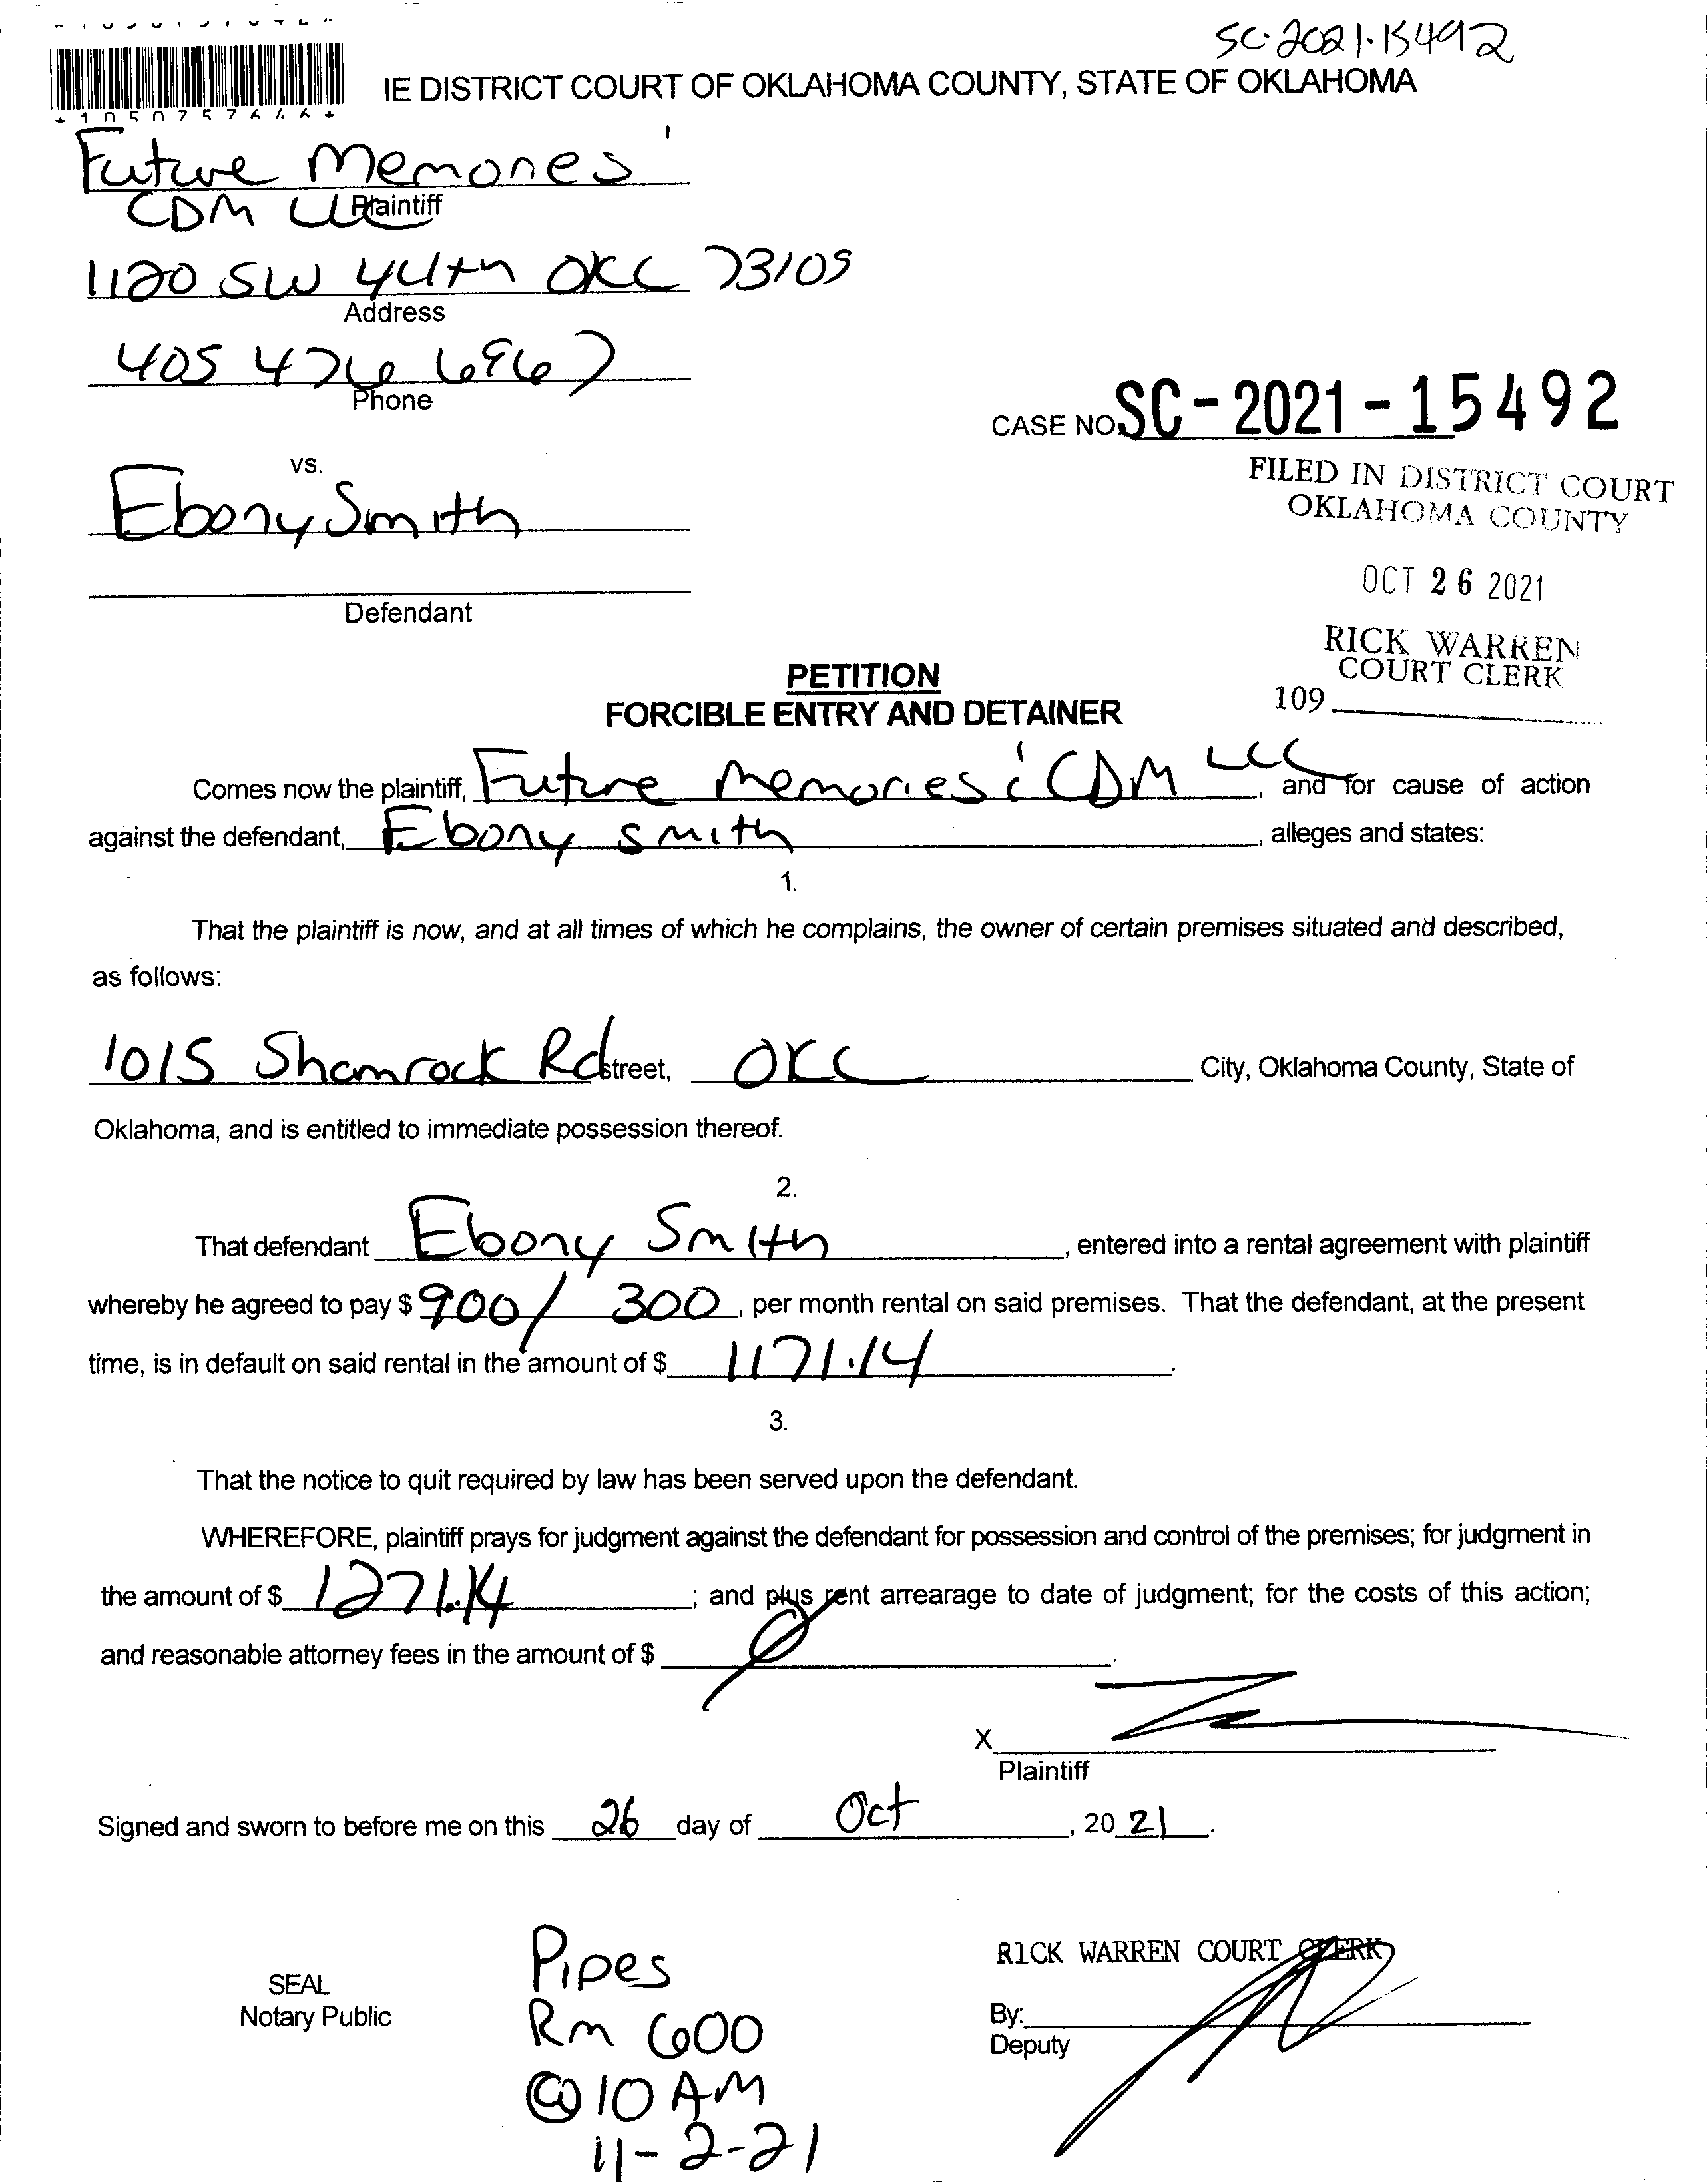 SC-2021-15492
IE DISTRICT COURT OF OKLAHOMA COUNTY, STATE OF OKLAHOMA
Future Memories
CDM LLC Plaintiff
1120 SW 44th OKC 73109
Address
405 476 6967
Phone
CASE NO. SC-2021-15492
vs.
FILED IN DISTRICT COURT
OKLAHOMA COUNTY
Ebony Smith
OCT 26 2021
Defendant
RICK WARREN
COURT CLERK
109
PETITION
FORCIBLE ENTRY AND DETAINER
Comes now the plaintiff, Future Memories CDM LLC, and for cause of action
against the defendant, Ebony Smith, alleges and states:
1.
That the plaintiff is now, and at all times of which he complains, the owner of certain premises situated and described,
as follows:
1015 Shamrock Rd street, OKC City, Oklahoma County, State of
Oklahoma, and is entitled to immediate possession thereof.
2.
That defendant Ebony Smith, entered into a rental agreement with plaintiff
whereby he agreed to pay $ 900/ 300, per month rental on said premises. That the defendant, at the present
time, is in default on said rental in the amount of $ 1171.14.
3.
That the notice to quit required by law has been served upon the defendant.
WHEREFORE, plaintiff prays for judgment against the defendant for possession and control of the premises; for judgment in
the amount of $ 1271.14; and plus rent arrearage to date of judgment; for the costs of this action;
and reasonable attorney fees in the amount of $ Ø.
X
Plaintiff
Signed and sworn to before me on this 26 day of Oct, 20 21.
RICK WARREN COURT CLERK
SEAL
Notary Public
By:
Deputy
Pipes
Rm 600
@ 10 AM
11-2-21